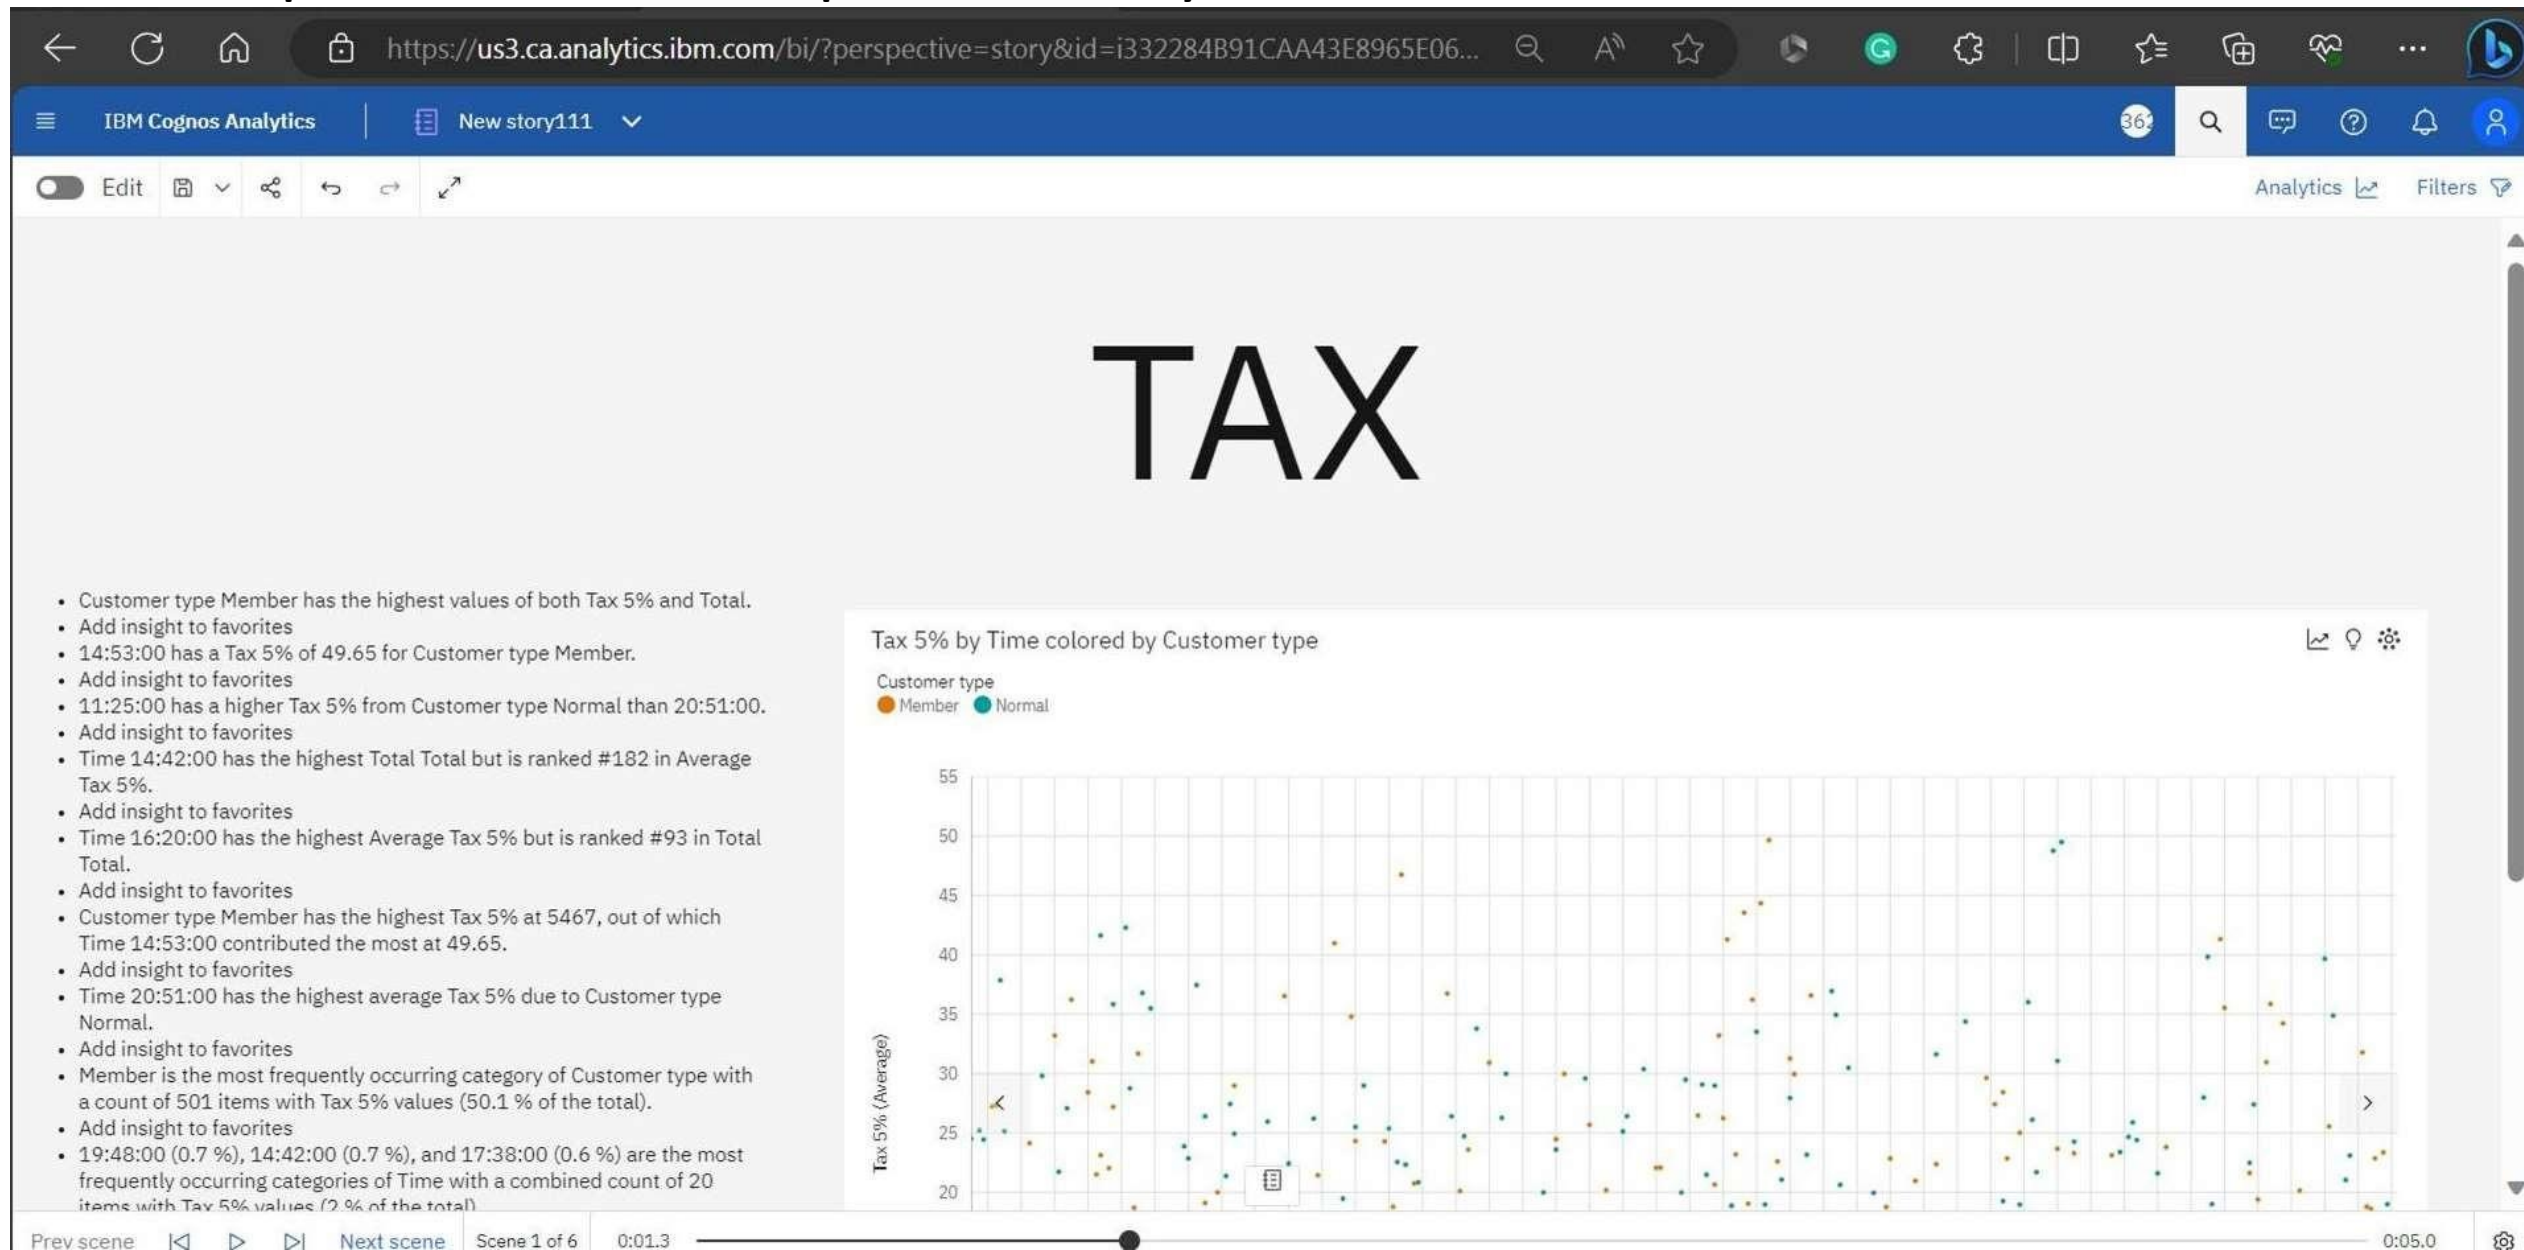 https://us3.ca.analytics.ibm.com/bi/?perspective=story&id=i332284B91CAA43E8965E06...
IBM Cognos Analytics
New story111
Edit
Analytics
Filters
TAX
• Customer type Member has the highest values of both Tax 5% and Total.
• Add insight to favorites
• 14:53:00 has a Tax 5% of 49.65 for Customer type Member.
• Add insight to favorites
• 11:25:00 has a higher Tax 5% from Customer type Normal than 20:51:00.
• Add insight to favorites
• Time 14:42:00 has the highest Total Total but is ranked #182 in Average
Tax 5%.
• Add insight to favorites
• Time 16:20:00 has the highest Average Tax 5% but is ranked #93 in Total
Total.
• Add insight to favorites
• Customer type Member has the highest Tax 5% at 5467, out of which
Time 14:53:00 contributed the most at 49.65.
• Add insight to favorites
• Time 20:51:00 has the highest average Tax 5% due to Customer type
Normal.
• Add insight to favorites
• Member is the most frequently occurring category of Customer type with
a count of 501 items with Tax 5% values (50.1 % of the total).
• Add insight to favorites
• 19:48:00 (0.7 %), 14:42:00 (0.7 %), and 17:38:00 (0.6 %) are the most
frequently occurring categories of Time with a combined count of 20
items with Tax 5% values (2 % of the total)
Tax 5% by Time colored by Customer type
Customer type
Member
Normal
Tax 5% (Average)
55
50
45
40
35
30
25
20
Prev scene
Next scene
Scene 1 of 6
0:01.3
0:05.0